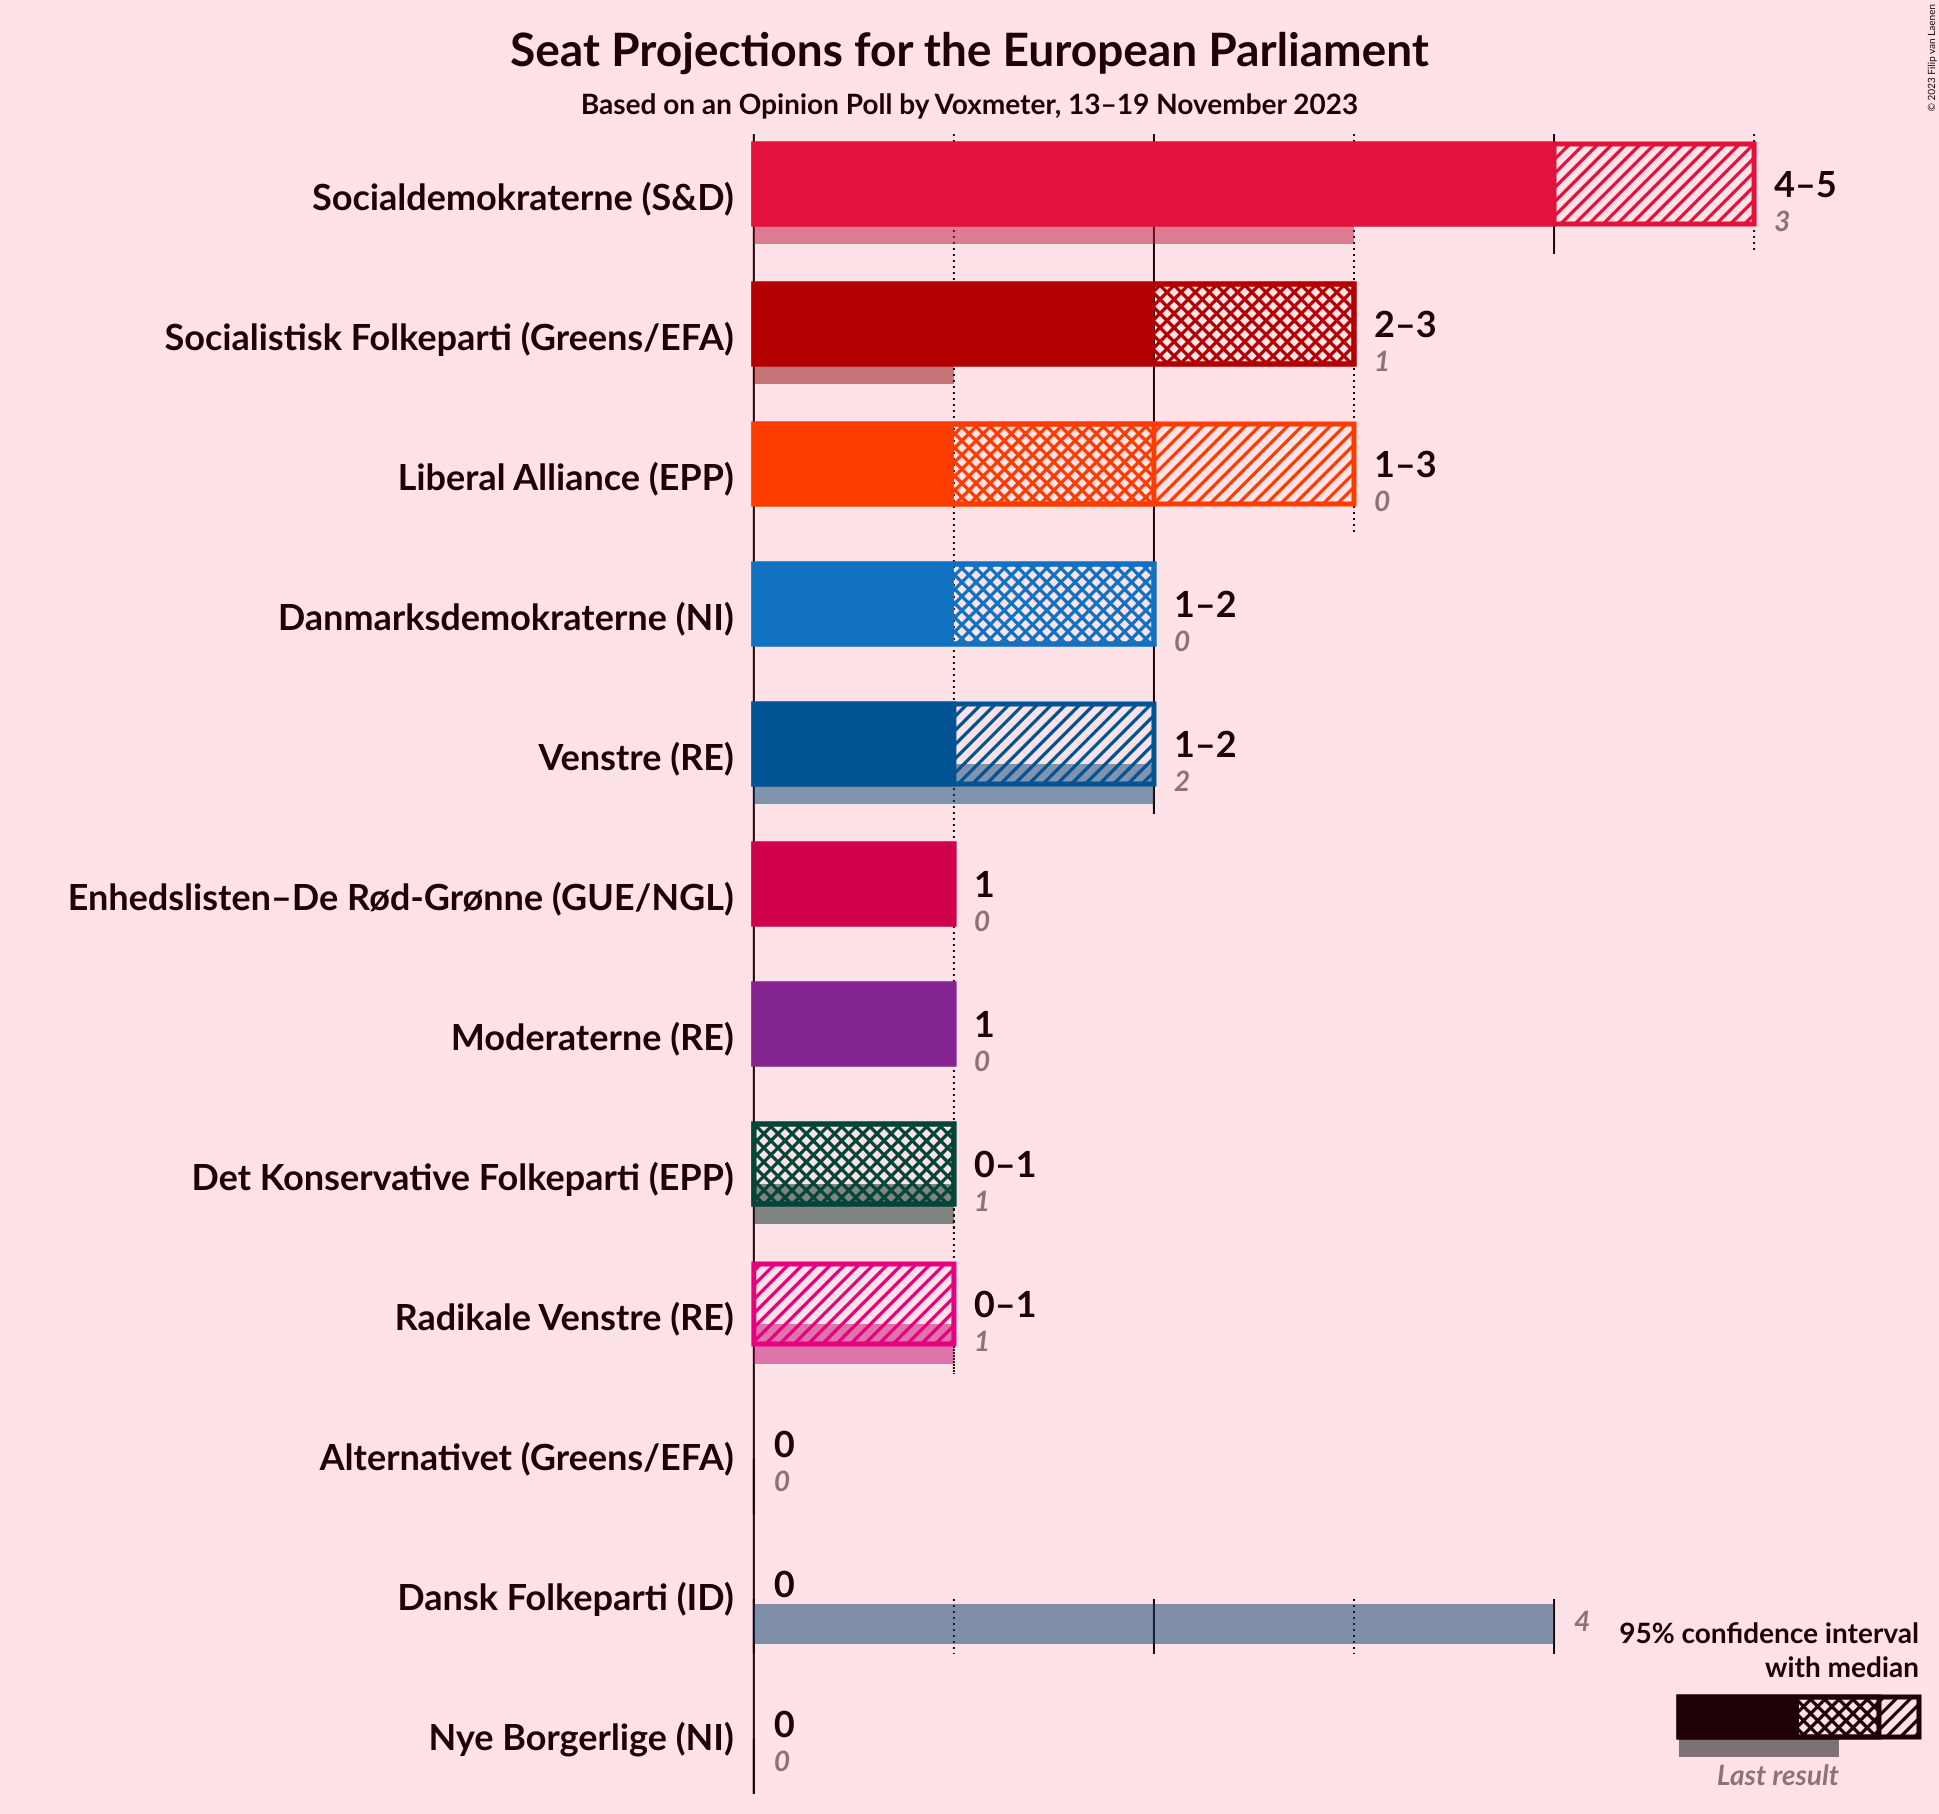 Seat Projections for the European Parliament
Based on an Opinion Poll by Voxmeter, 13–19 November 2023
© 2023 Filip van Laenen
Socialdemokraterne (S&D)
4–5
3
Socialistisk Folkeparti (Greens/EFA)
2–3
1
Liberal Alliance (EPP)
1–3
0
Danmarksdemokraterne (NI)
1–2
0
Venstre (RE)
1–2
2
Enhedslisten–De Rød-Grønne (GUE/NGL)
1
0
Moderaterne (RE)
1
0
Det Konservative Folkeparti (EPP)
0–1
1
Radikale Venstre (RE)
0–1
1
Alternativet (Greens/EFA)
0
0
Dansk Folkeparti (ID)
0
4
Nye Borgerlige (NI)
0
0
95% confidence interval
with median
Last result